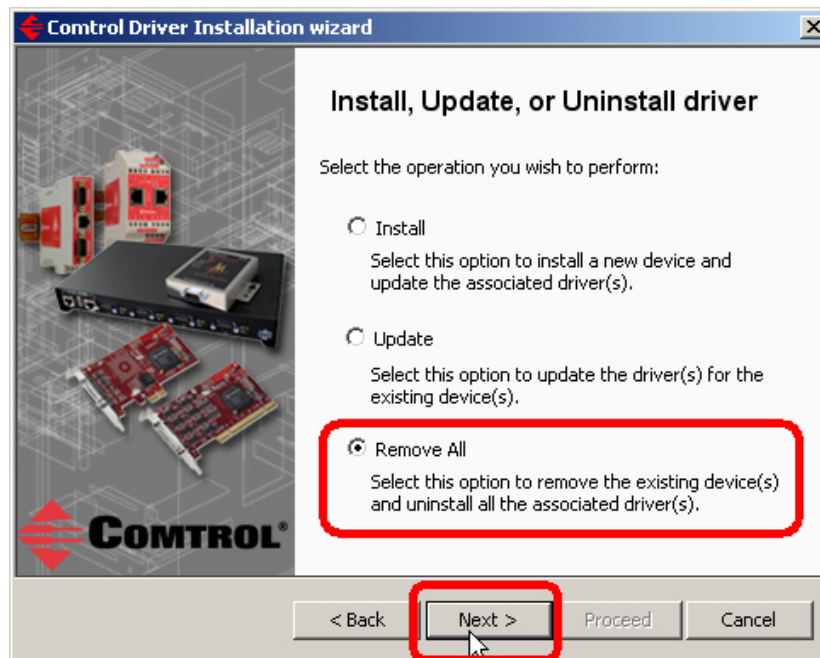 Comtrol Driver Installation wizard
Install, Update, or Uninstall driver
Select the operation you wish to perform:
Install
Select this option to install a new device and
update the associated driver(s).
Update
Select this option to update the driver(s) for the
existing device(s).
Remove All
Select this option to remove the existing device(s)
and uninstall all the associated driver(s).
COMTROL®
< Back
Next >
Proceed
Cancel